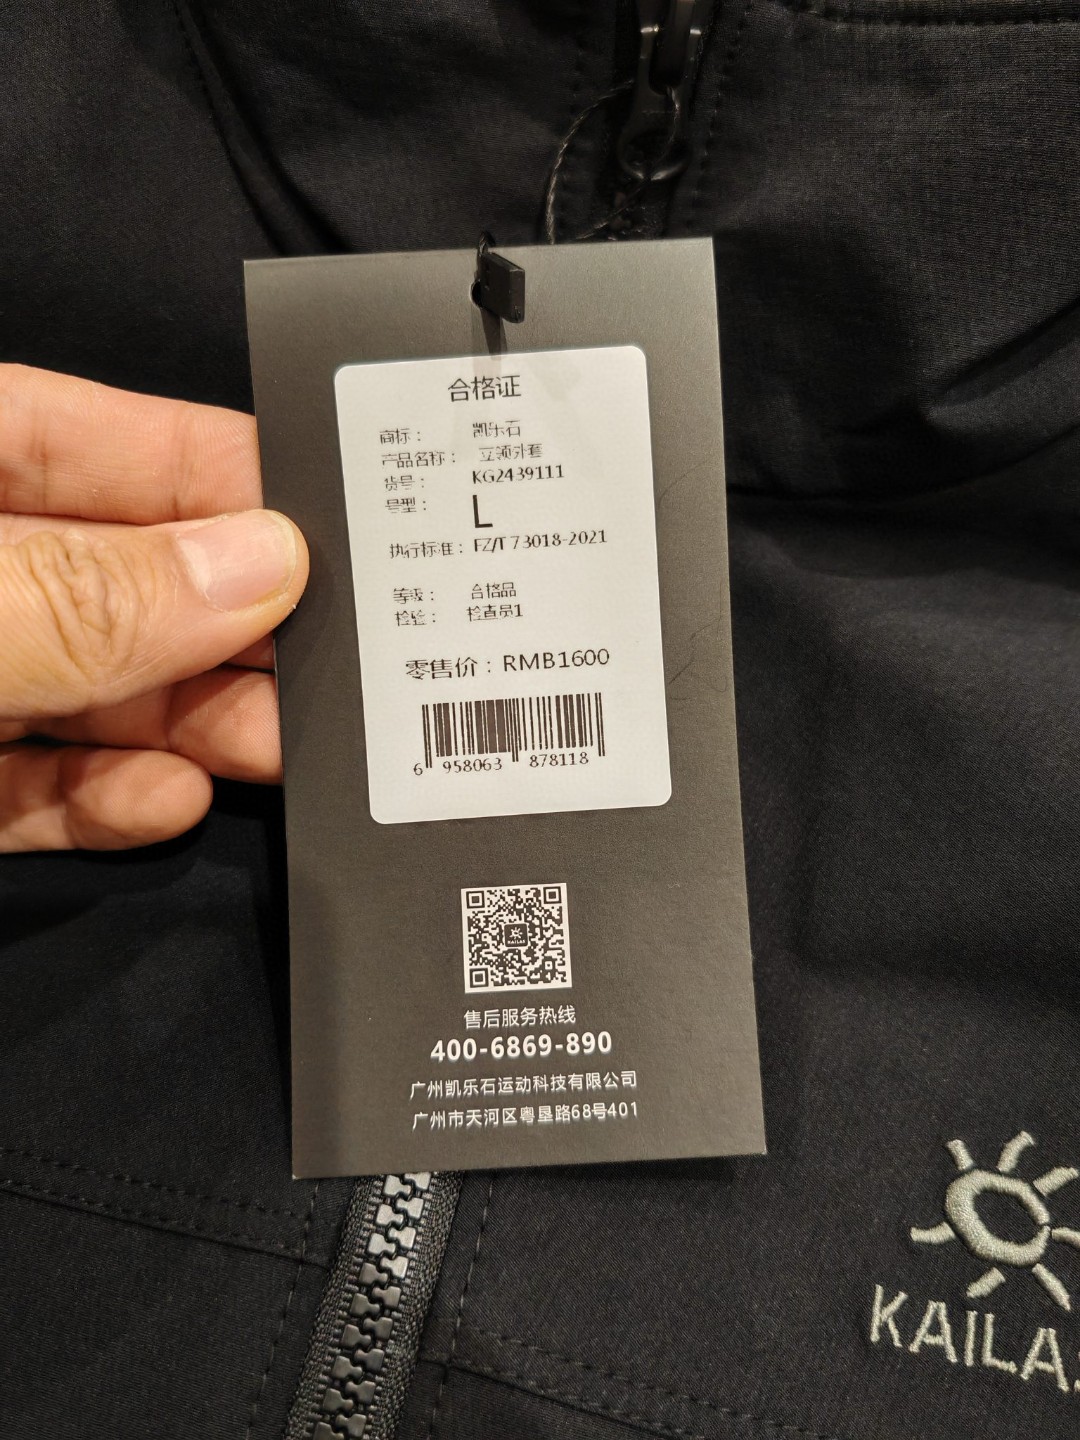 合格证
商标： 凯乐石
产品名称： 立领外套
货号： KG2439111
号型： L
执行标准： FZ/T 73018-2021
等级： 合格品
检验： 检查员1
零售价：RMB1600
6 958063 878118
KAILAS
售后服务热线
400-6869-890
广州凯乐石运动科技有限公司
广州市天河区粤垦路68号401
KAILA